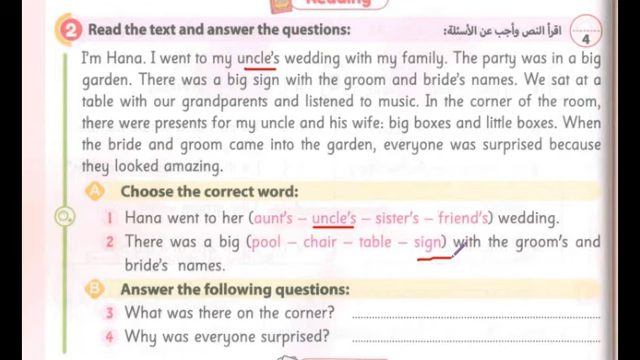 Reading
2 Read the text and answer the questions: اقرأ النص وأجب عن الأسئلة:
4
I'm Hana. I went to my uncle's wedding with my family. The party was in a big
garden. There was a big sign with the groom and bride's names. We sat at a
table with our grandparents and listened to music. In the corner of the room,
there were presents for my uncle and his wife: big boxes and little boxes. When
the bride and groom came into the garden, everyone was surprised because
they looked amazing.
A Choose the correct word:
1 Hana went to her (aunt's – uncle's – sister's – friend's) wedding.
2 There was a big (pool – chair – table – sign) with the groom's and
bride's names.
B Answer the following questions:
3 What was there on the corner? ........................................
4 Why was everyone surprised? ........................................